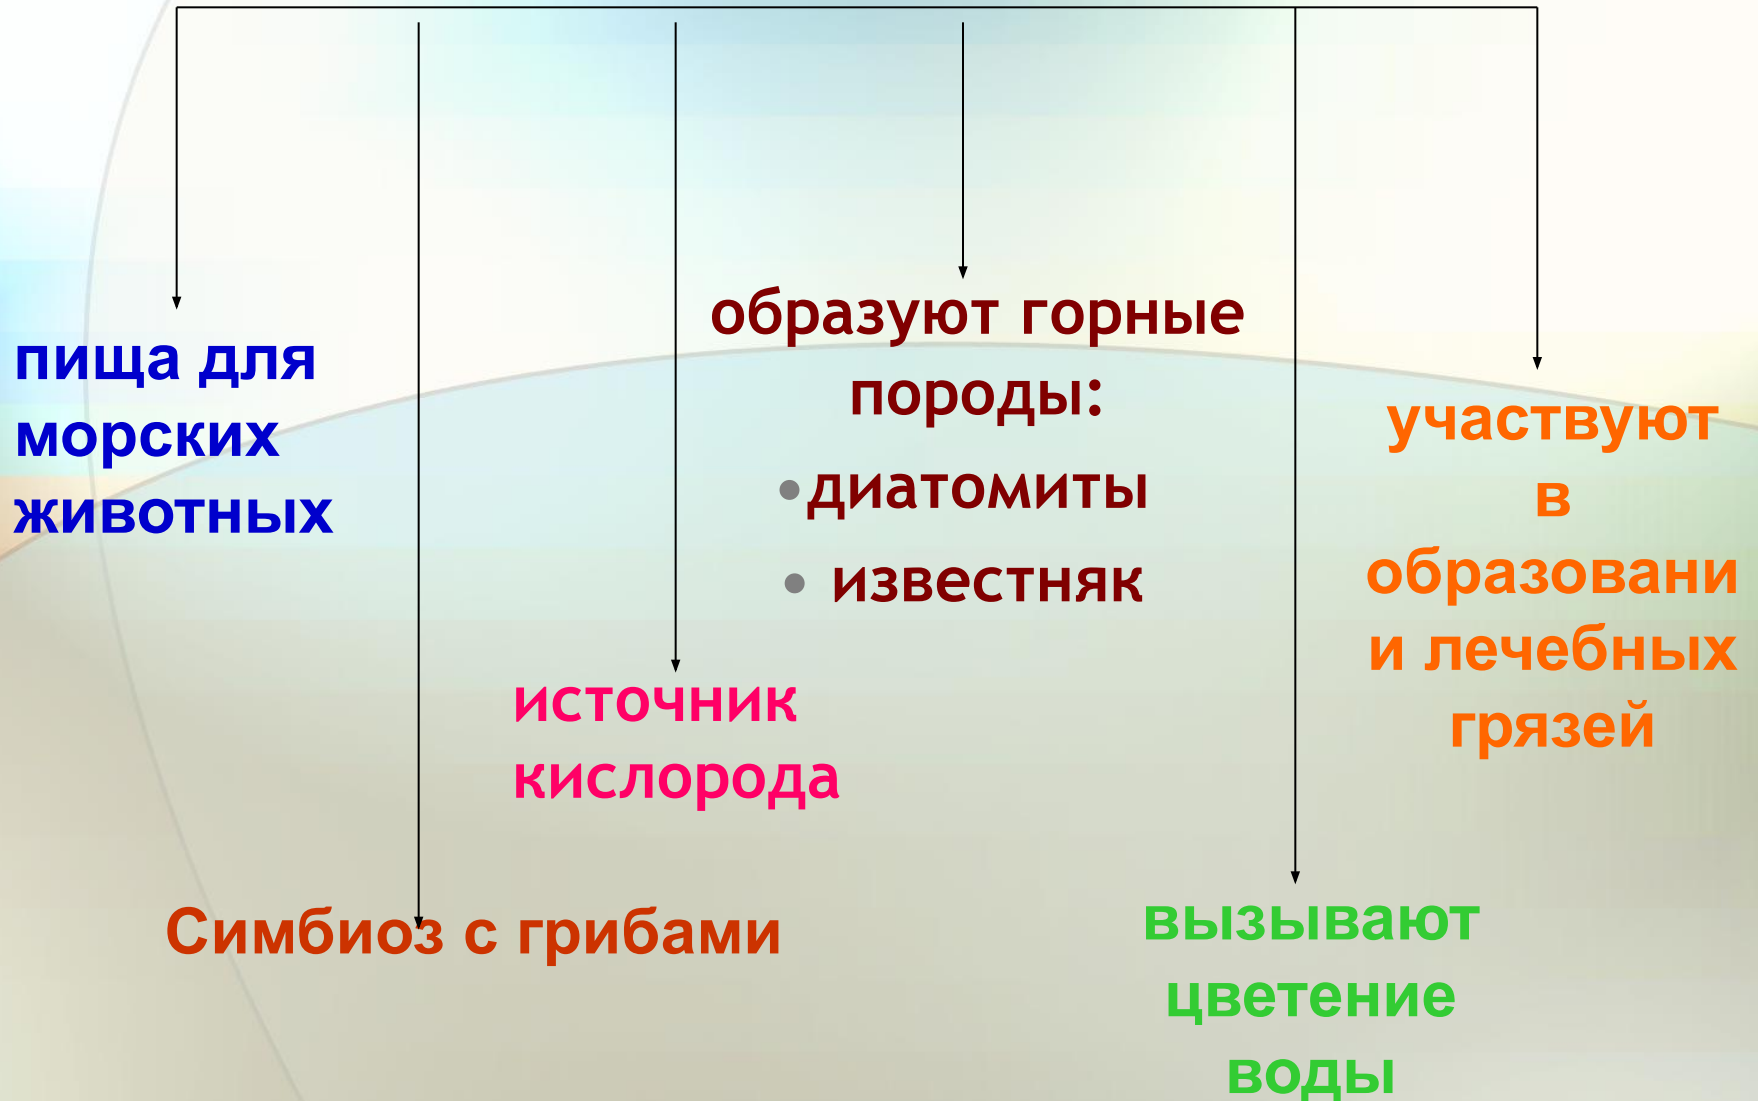 пища для
морских
животных
Симбиоз с грибами
источник
кислорода
образуют горные
породы:
•диатомиты
• известняк
вызывают
цветение
воды
участвуют
в
образовани
и лечебных
грязей